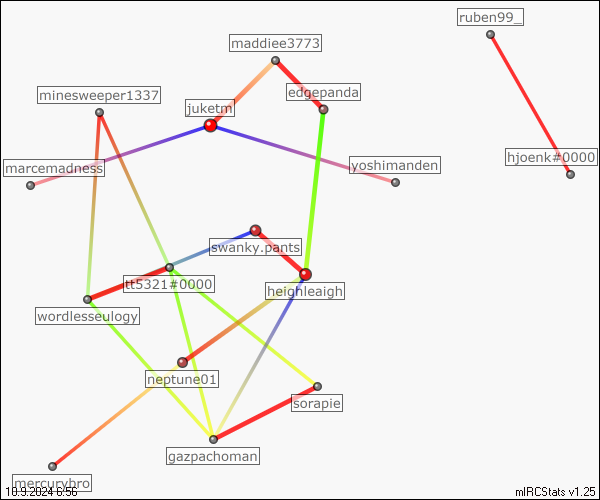 ruben99_
maddiee3773
minesweeper1337
edgepanda
juketm
hjoenk#0000
marcemadness
yoshimanden
swanky.pants
tt5321#0000
heighleaigh
wordlesseulogy
neptune01
sorapie
gazpachoman
mercurybro
10.9.2024 6:56
mIRCStats v1.25